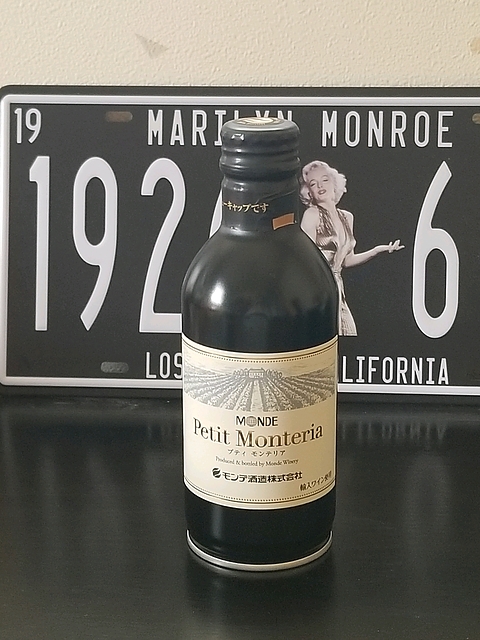 19
MARILYN MONROE
192 6
LOS LIFORNIA
ーキャップです
MONDE
Petit Monteria
プティ モンテリア
Produced & bottled by Monde Winery
モンデ酒造株式会社
輸入ワイン使用